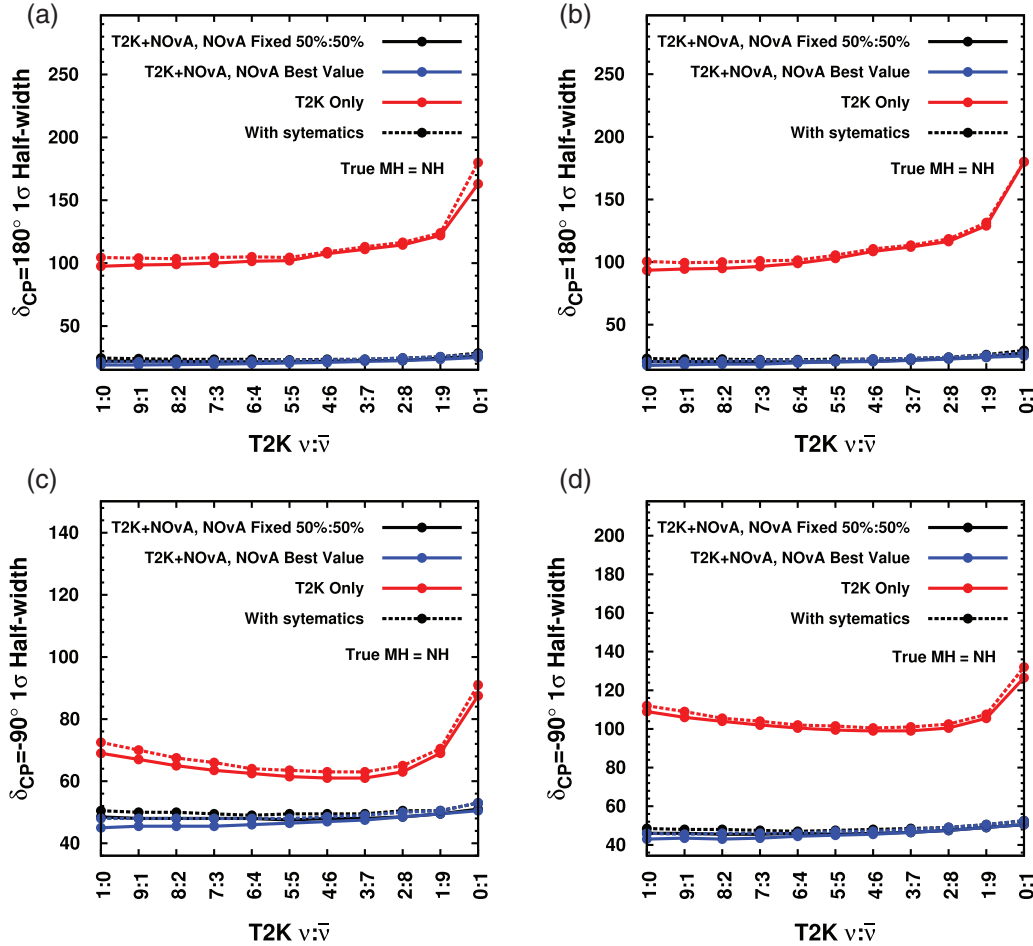 (a)
T2K+NOvA, NOvA Fixed 50%:50%
T2K+NOvA, NOvA Best Value
T2K Only
With sytematics
True MH = NH
δCP=180° 1σ Half-width
250
200
150
100
50
1:0 9:1 8:2 7:3 6:4 5:5 4:6 3:7 2:8 1:9 0:1
T2K ν:ν̅
(b)
T2K+NOvA, NOvA Fixed 50%:50%
T2K+NOvA, NOvA Best Value
T2K Only
With sytematics
True MH = NH
δCP=180° 1σ Half-width
250
200
150
100
50
1:0 9:1 8:2 7:3 6:4 5:5 4:6 3:7 2:8 1:9 0:1
T2K ν:ν̅
(c)
T2K+NOvA, NOvA Fixed 50%:50%
T2K+NOvA, NOvA Best Value
T2K Only
With sytematics
True MH = NH
δCP=-90° 1σ Half-width
140
120
100
80
60
40
1:0 9:1 8:2 7:3 6:4 5:5 4:6 3:7 2:8 1:9 0:1
T2K ν:ν̅
(d)
T2K+NOvA, NOvA Fixed 50%:50%
T2K+NOvA, NOvA Best Value
T2K Only
With sytematics
True MH = NH
δCP=-90° 1σ Half-width
200
180
160
140
120
100
80
60
40
1:0 9:1 8:2 7:3 6:4 5:5 4:6 3:7 2:8 1:9 0:1
T2K ν:ν̅